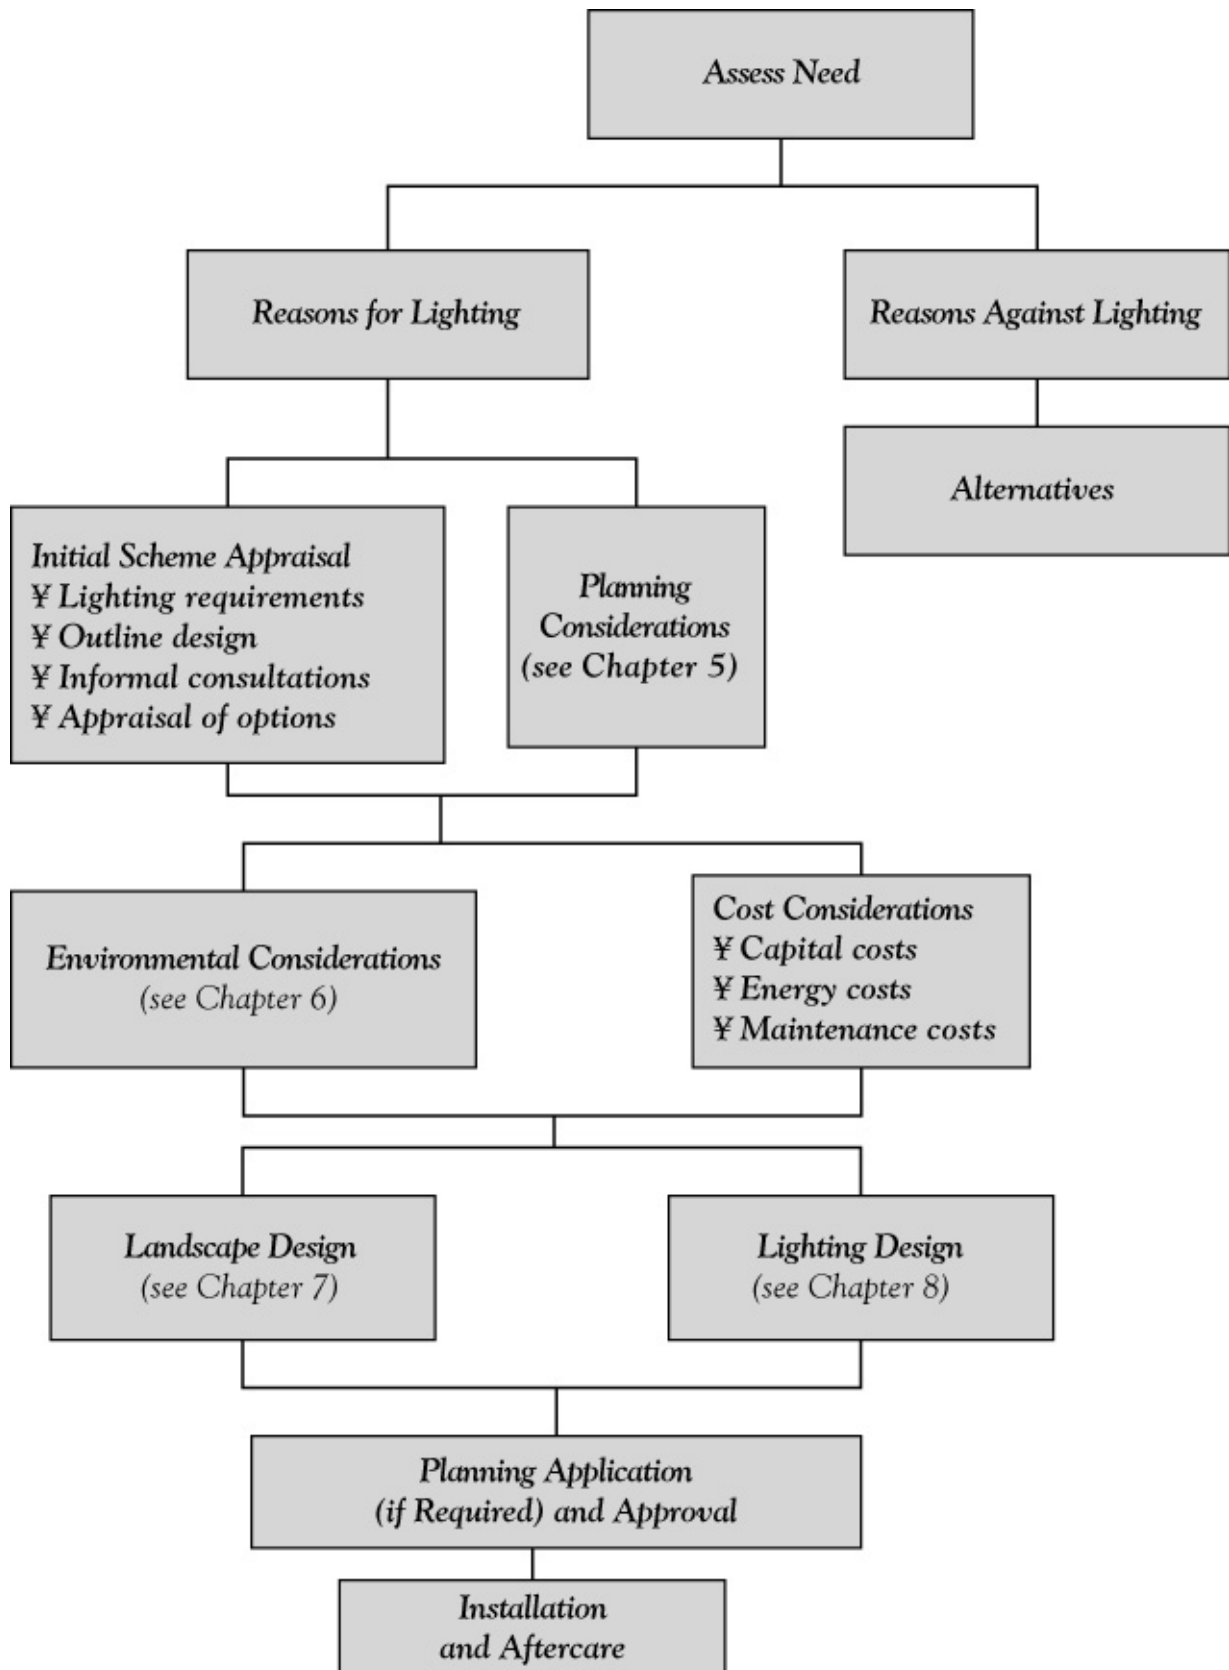 Assess Need
Reasons for Lighting
Reasons Against Lighting
Alternatives
Initial Scheme Appraisal
¥ Lighting requirements
¥ Outline design
¥ Informal consultations
¥ Appraisal of options
Planning
Considerations
(see Chapter 5)
Environmental Considerations
(see Chapter 6)
Cost Considerations
¥ Capital costs
¥ Energy costs
¥ Maintenance costs
Landscape Design
(see Chapter 7)
Lighting Design
(see Chapter 8)
Planning Application
(if Required) and Approval
Installation
and Aftercare